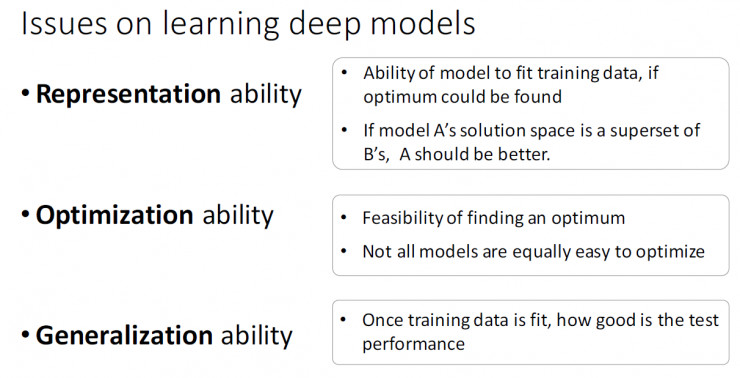 Issues on learning deep models
• Representation ability
• Ability of model to fit training data, if
optimum could be found
• If model A’s solution space is a superset of
B’s, A should be better.
• Optimization ability
• Feasibility of finding an optimum
• Not all models are equally easy to optimize
• Generalization ability
• Once training data is fit, how good is the test
performance